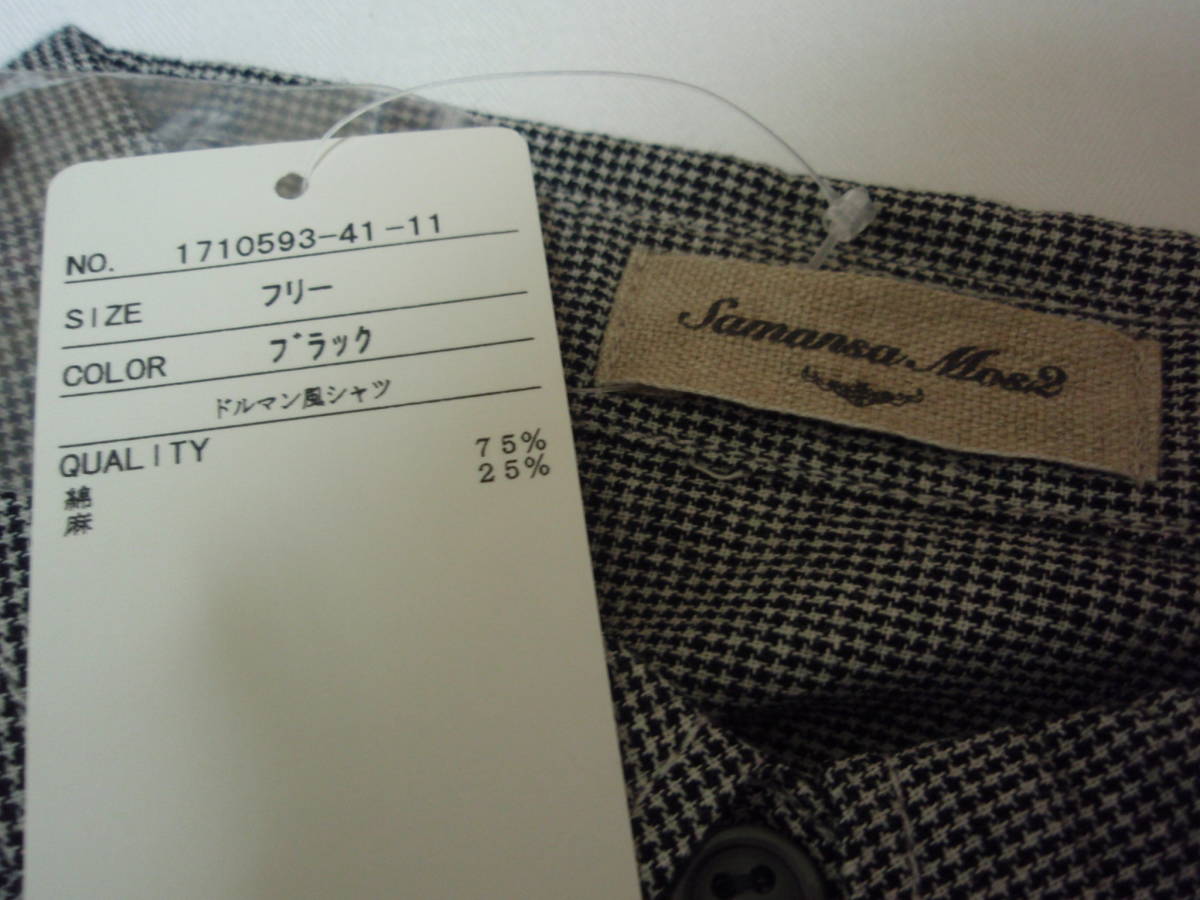 NO. 1710593-41-11
SIZE フリー
COLOR ブラック
ドルマン風シャツ
QUALITY
綿 75%
麻 25%
Samansa Mos2